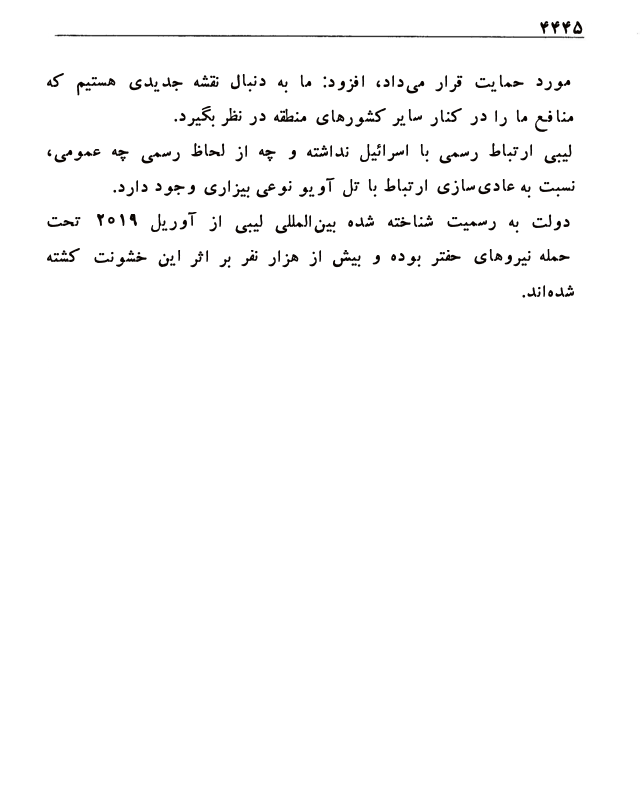 ۴۴۴۵
مورد حمایت قرار می‌داد، افزود: ما به دنبال نقشه جدیدی هستیم که
منافع ما را در کنار سایر کشورهای منطقه در نظر بگیرد.
لیبی ارتباط رسمی با اسرائیل نداشته و چه از لحاظ رسمی چه عمومی،
نسبت به عادی‌سازی ارتباط با تل آویو نوعی بیزاری وجود دارد.
دولت به رسمیت شناخته شده بین‌المللی لیبی از آوریل ۲۰۱۹ تحت
حمله نیروهای حفتر بوده و بیش از هزار نفر بر اثر این خشونت کشته
شده‌اند.